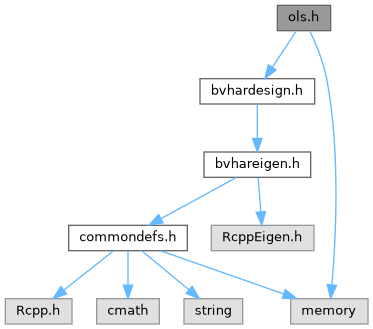 ols.h
bvhardesign.h
bvhareigen.h
commondefs.h
RcppEigen.h
Rcpp.h
cmath
string
memory